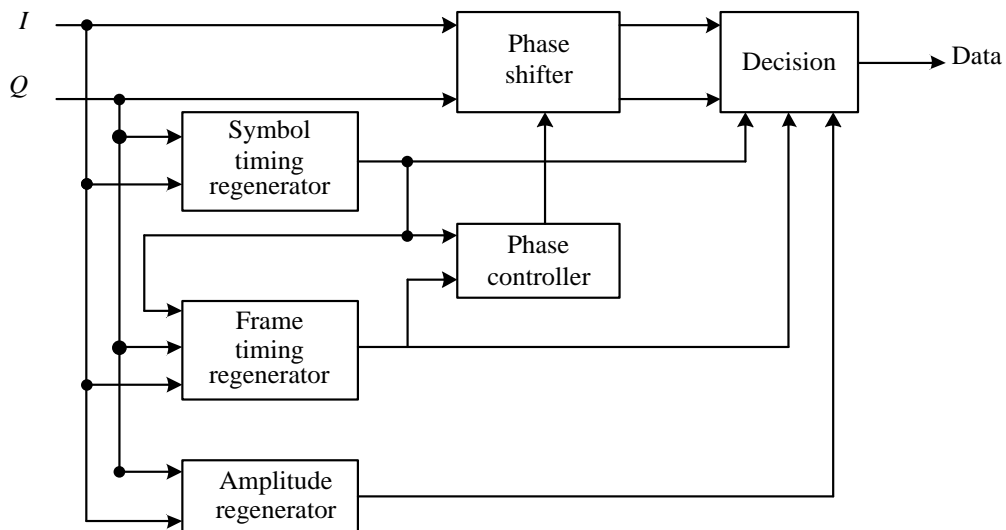 I
Q
Phase
shifter
Decision
Data
Symbol
timing
regenerator
Phase
controller
Frame
timing
regenerator
Amplitude
regenerator